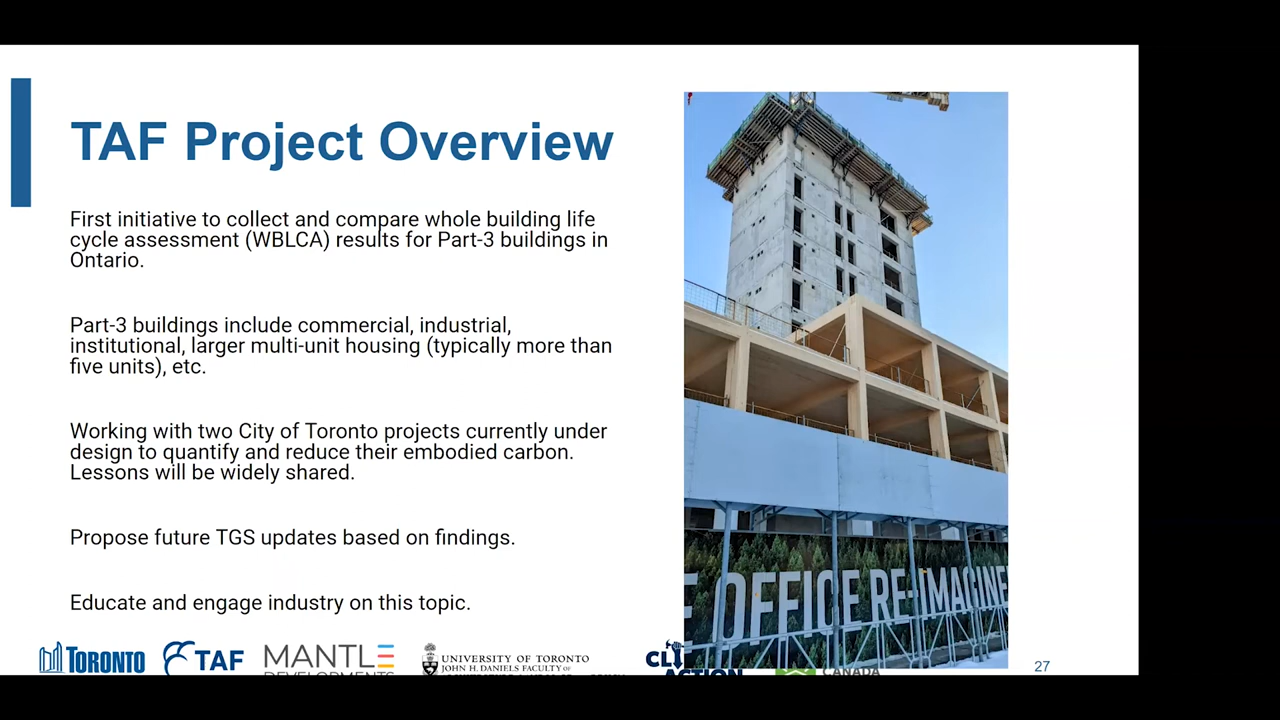 TAF Project Overview
First initiative to collect and compare whole building life
cycle assessment (WBLCA) results for Part-3 buildings in
Ontario.
Part-3 buildings include commercial, industrial,
institutional, larger multi-unit housing (typically more than
five units), etc.
Working with two City of Toronto projects currently under
design to quantify and reduce their embodied carbon.
Lessons will be widely shared.
Propose future TGS updates based on findings.
Educate and engage industry on this topic.
OFFICE RE-IMAGINE
TORONTO
TAF
MANTLE
DEVELOPMENTS
UNIVERSITY OF TORONTO
JOHN H. DANIELS FACULTY OF
ACTION
CANADA
27